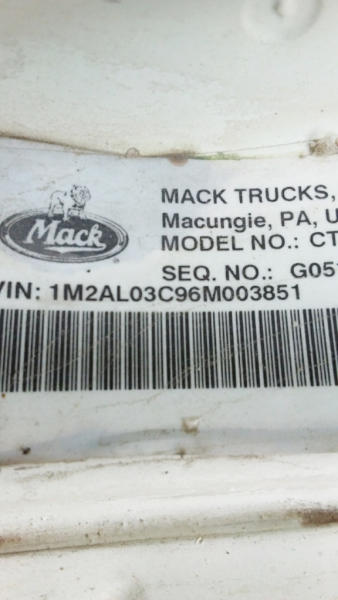 Mack
MACK TRUCKS,
Macungie, PA, U
MODEL NO.: CT
SEQ. NO.: G05
VIN: 1M2AL03C96M003851